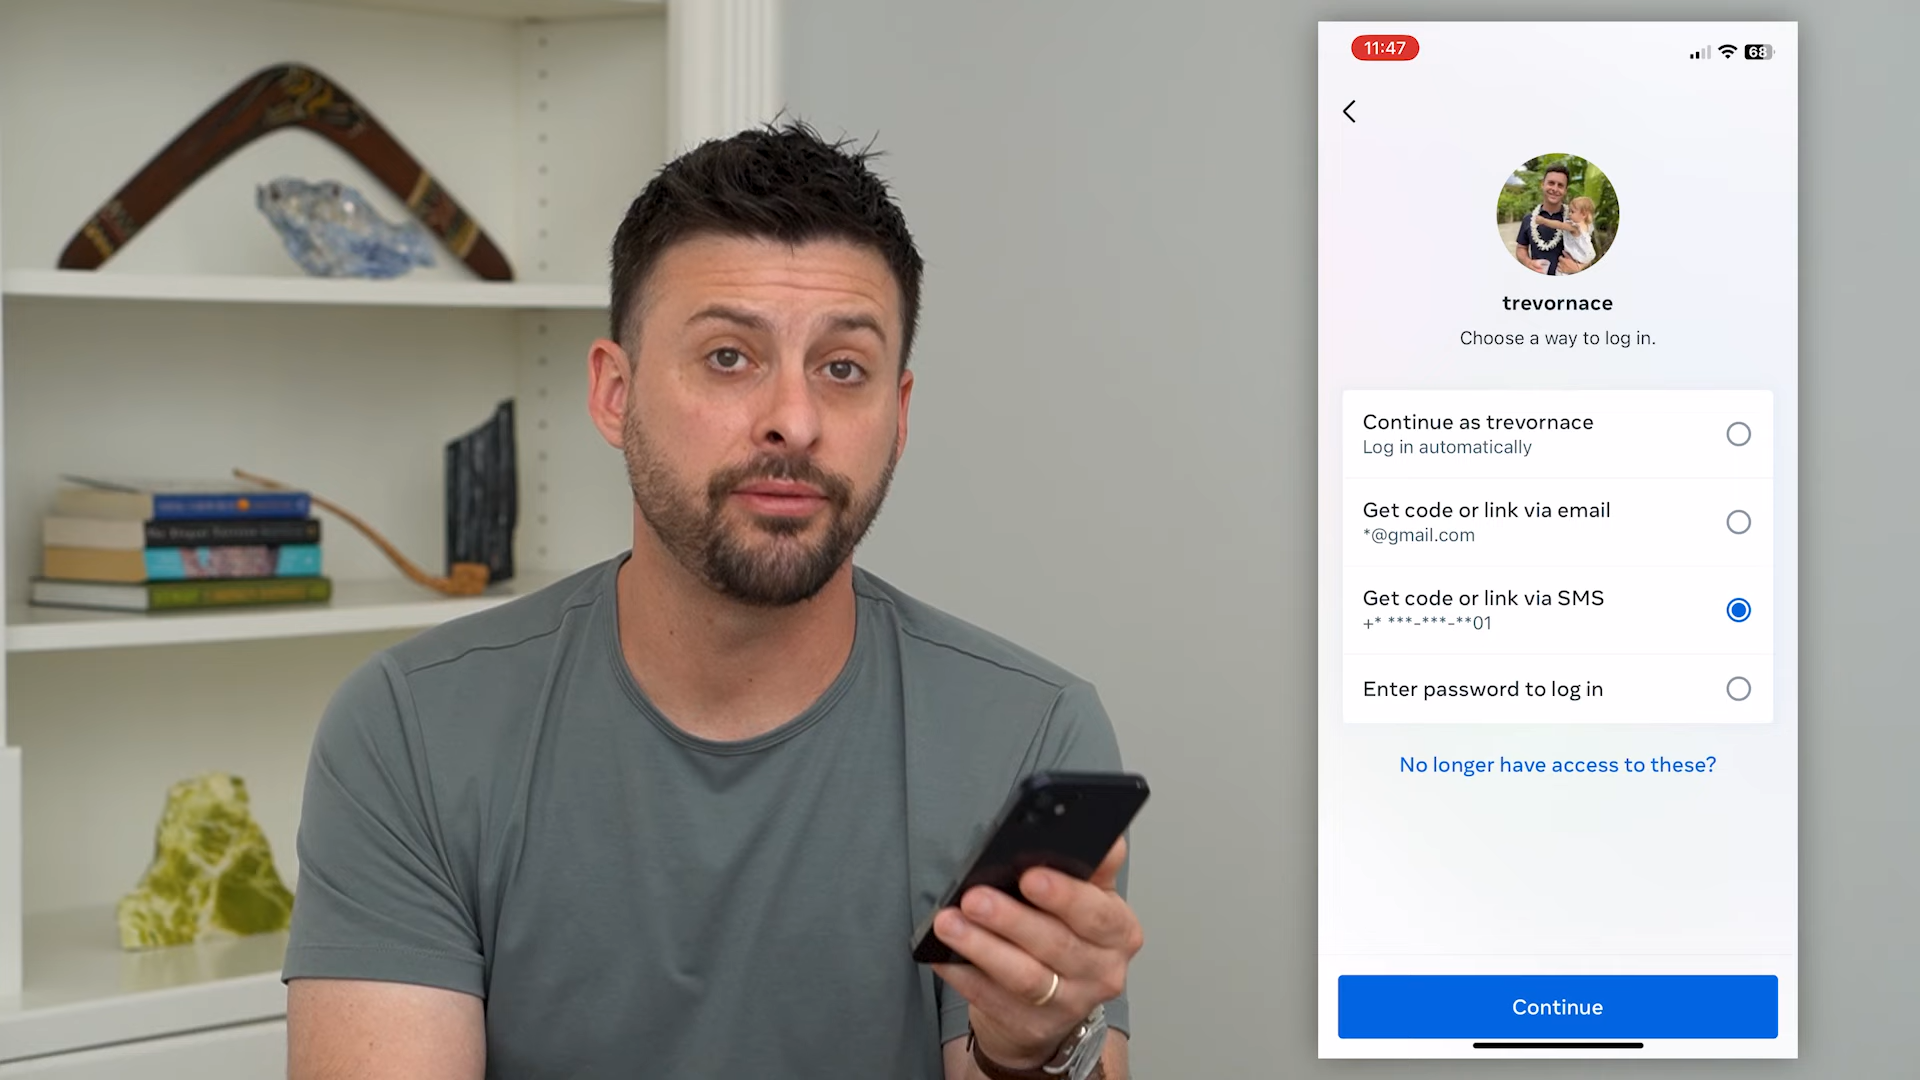 11:47
68
trevornace
Choose a way to log in.
Continue as trevornace
Log in automatically
Get code or link via email
*@gmail.com
Get code or link via SMS
+* ***-***-**01
Enter password to log in
No longer have access to these?
Continue